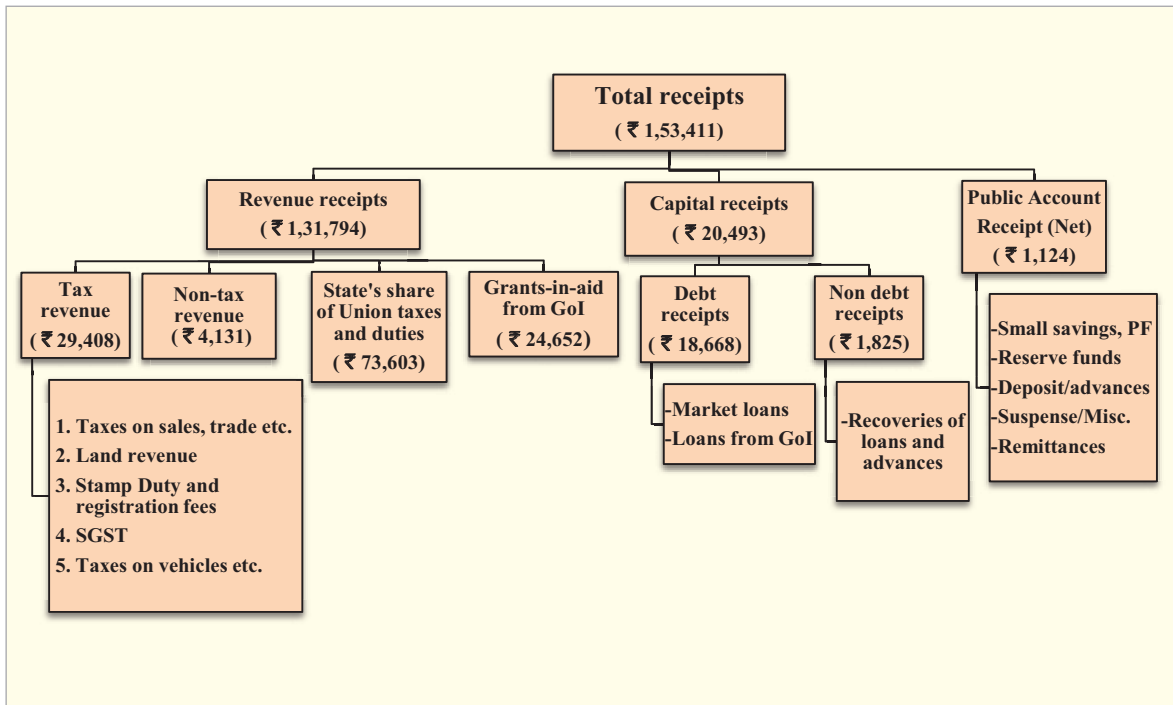 Total receipts
( ₹ 1,53,411)
Revenue receipts
( ₹ 1,31,794)
Capital receipts
( ₹ 20,493)
Public Account
Receipt (Net)
( ₹ 1,124)
Tax
revenue
( ₹ 29,408)
Non-tax
revenue
( ₹ 4,131)
State's share
of Union taxes
and duties
( ₹ 73,603)
Grants-in-aid
from GoI
( ₹ 24,652)
Debt
receipts
( ₹ 18,668)
Non debt
receipts
( ₹ 1,825)
1. Taxes on sales, trade etc.
2. Land revenue
3. Stamp Duty and
registration fees
4. SGST
5. Taxes on vehicles etc.
-Market loans
-Loans from GoI
-Recoveries of
loans and
advances
-Small savings, PF
-Reserve funds
-Deposit/advances
-Suspense/Misc.
-Remittances